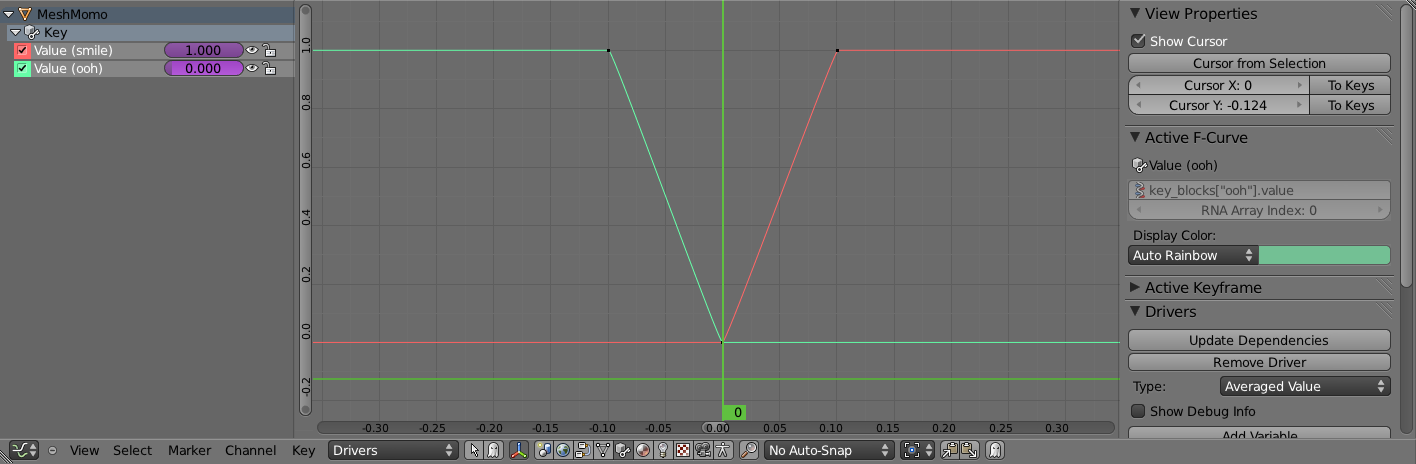 MeshMomo
Key
Value (smile) 1.000
Value (ooh) 0.000
1.0
0.8
0.6
0.4
0.2
0.0
-0.2
0
-0.30 -0.25 -0.20 -0.15 -0.10 -0.05 0.00 0.05 0.10 0.15 0.20 0.25 0.30
View Select Marker Channel Key Drivers No Auto-Snap
View Properties
Show Cursor
Cursor from Selection
Cursor X: 0 To Keys
Cursor Y: -0.124 To Keys
Active F-Curve
Value (ooh)
key_blocks["ooh"].value
RNA Array Index: 0
Display Color:
Auto Rainbow
Active Keyframe
Drivers
Update Dependencies
Remove Driver
Type: Averaged Value
Show Debug Info
Add Variable